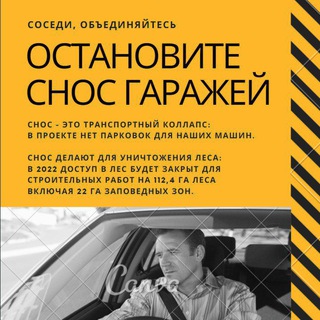 СОСЕДИ, ОБЪЕДИНЯЙТЕСЬ
ОСТАНОВИТЕ
СНОС ГАРАЖЕЙ
СНОС - ЭТО ТРАНСПОРТНЫЙ КОЛЛАПС:
В ПРОЕКТЕ НЕТ ПАРКОВОК ДЛЯ НАШИХ МАШИН.
СНОС ДЕЛАЮТ ДЛЯ УНИЧТОЖЕНИЯ ЛЕСА:
В 2022 ДОСТУП В ЛЕС БУДЕТ ЗАКРЫТ ДЛЯ
СТРОИТЕЛЬНЫХ РАБОТ НА 112,4 ГА ЛЕСА
ВКЛЮЧАЯ 22 ГА ЗАПОВЕДНЫХ ЗОН.
Canva